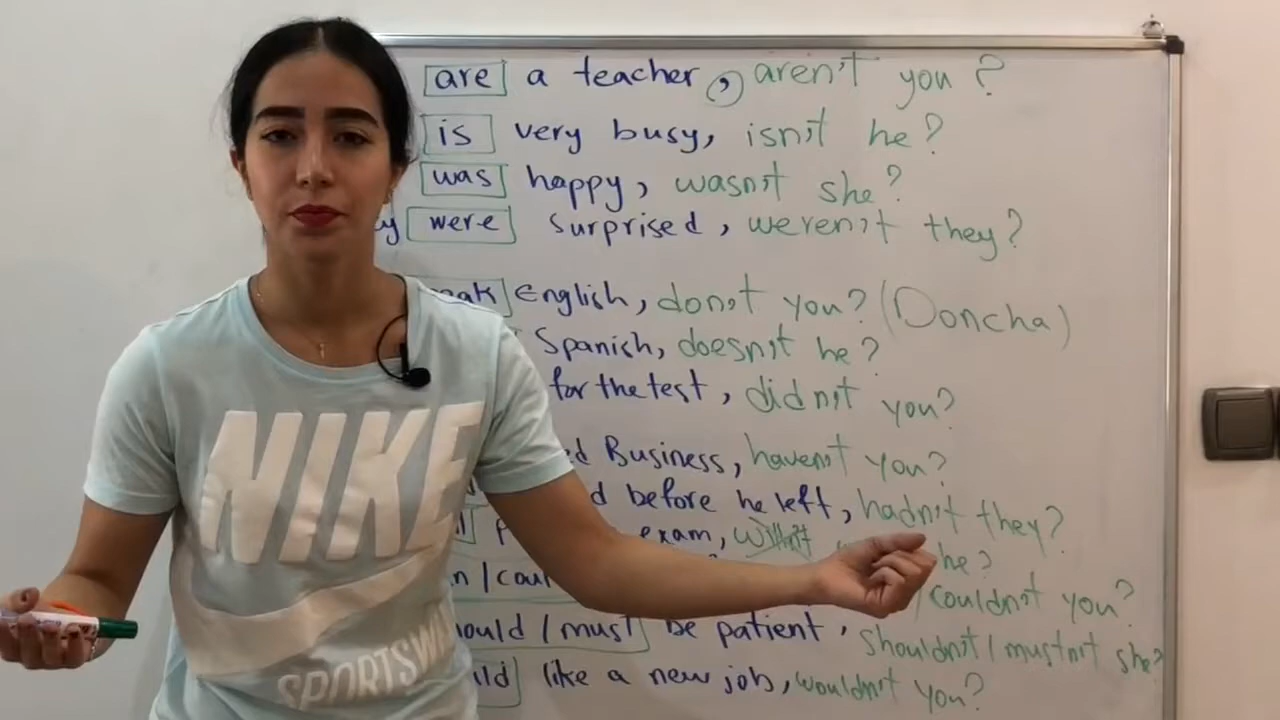 are a teacher, aren't you?
is very busy, isn't he?
was happy, wasn't she?
were surprised, weren't they?
English, don't you? (Doncha)
Spanish, doesn't he?
for the test, didn't you?
Business, haven't you?
before he left, hadn't they?
exam, willn't he?
couldn't you?
/ must be patient, shouldn't / mustn't she?
like a new job, wouldn't you?
NIKE